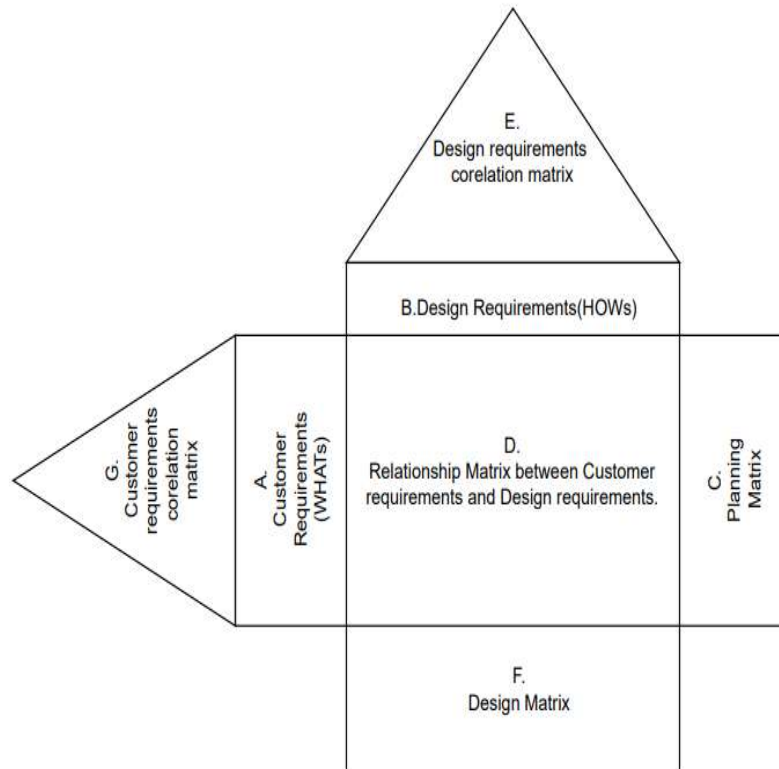 E.
Design requirements
corelation matrix
B.Design Requirements(HOWs)
G.
Customer
requirements
corelation
matrix
A.
Customer
Requirements
(WHATs)
D.
Relationship Matrix between Customer
requirements and Design requirements.
C.
Planning
Matrix
F.
Design Matrix